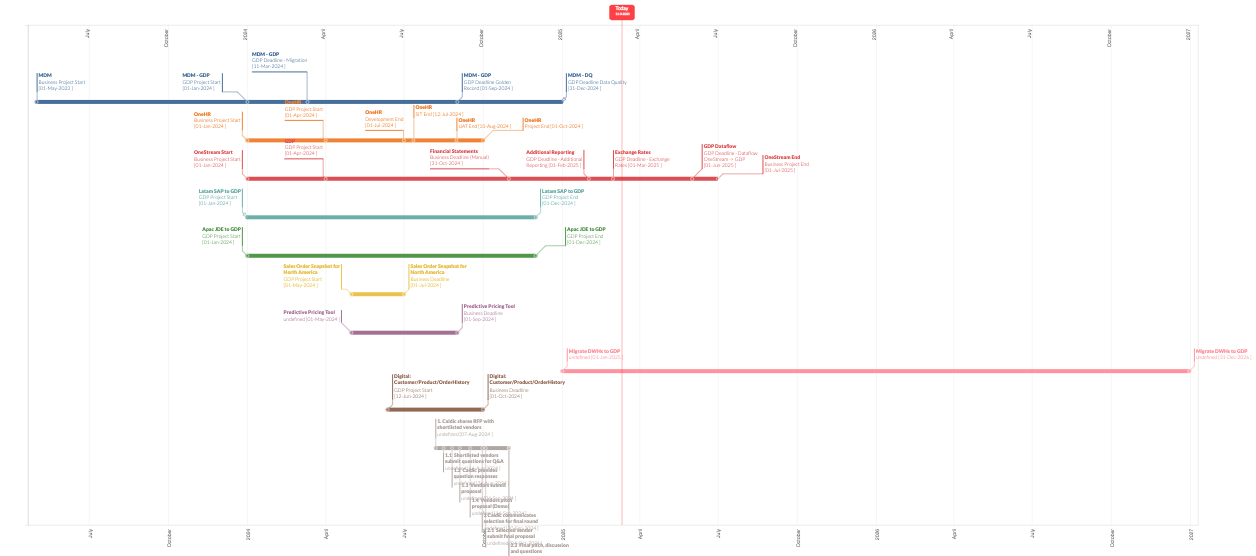 Today
July
October
2024
April
July
October
2025
April
July
October
2026
April
July
October
2027
MDM
Business Project Start
[01-May-2023 ]
MDM - GDP
GDP Project Start
[01-Jan-2024 ]
MDM - GDP
GDP Deadline - Migration
[11-Mar-2024 ]
MDM - GDP
GDP Deadline Golden
Record [01-Sep-2024 ]
MDM - DQ
GDP Deadline Data Quality
[31-Dec-2024 ]
OneHR
Business Project Start
[01-Jan-2024 ]
OneHR
GDP Project Start
[01-Apr-2024 ]
OneHR
Development End
[01-Jul-2024 ]
OneHR
SIT End [12-Jul-2024 ]
OneHR
UAT End [31-Aug-2024 ]
OneHR
Project End [01-Oct-2024 ]
OneStream Start
Business Project Start
[01-Jan-2024 ]
GDP
GDP Project Start
[01-Apr-2024 ]
Financial Statements
Business Deadline (Manual)
[31-Oct-2024 ]
Additional Reporting
GDP Deadline - Additional
Reporting [01-Feb-2025 ]
Exchange Rates
GDP Deadline - Exchange
Rates [01-Mar-2025 ]
GDP Dataflow
GDP Deadline - Dataflow
OneStream -> GDP
[01-Jun-2025 ]
OneStream End
Business Project End
[01-Jul-2025 ]
Latam SAP to GDP
GDP Project Start
[01-Jan-2024 ]
Latam SAP to GDP
GDP Project End
[01-Dec-2024 ]
Apac JDE to GDP
GDP Project Start
[01-Jan-2024 ]
Apac JDE to GDP
GDP Project End
[01-Dec-2024 ]
Sales Order Snapshot for
North America
GDP Project Start
[01-May-2024 ]
Sales Order Snapshot for
North America
Business Deadline
[01-Jul-2024 ]
Predictive Pricing Tool
undefined [01-May-2024 ]
Predictive Pricing Tool
Business Deadline
[01-Sep-2024 ]
Migrate DWHs to GDP
undefined [01-Jan-2025 ]
Migrate DWHs to GDP
undefined [31-Dec-2026 ]
Digital:
Customer/Product/OrderHistory
GDP Project Start
[12-Jun-2024 ]
Digital:
Customer/Product/OrderHistory
Business Deadline
[01-Oct-2024 ]
1. Caldic shares RFP with
shortlisted vendors
undefined [07-Aug-2024 ]
1.1 Shortlisted vendors
submit questions for Q&A
1.2 Caldic provides
question responses
1.3 Vendors submit
proposal
1.4 Vendors pitch
proposal (Demo)
Caldic communicates
selection for final round
2.1 Selected vendor
submit final proposal
2.2 Final pitch, discussion
and questions
July
October
2024
April
July
October
2025
April
July
October
2026
April
July
October
2027